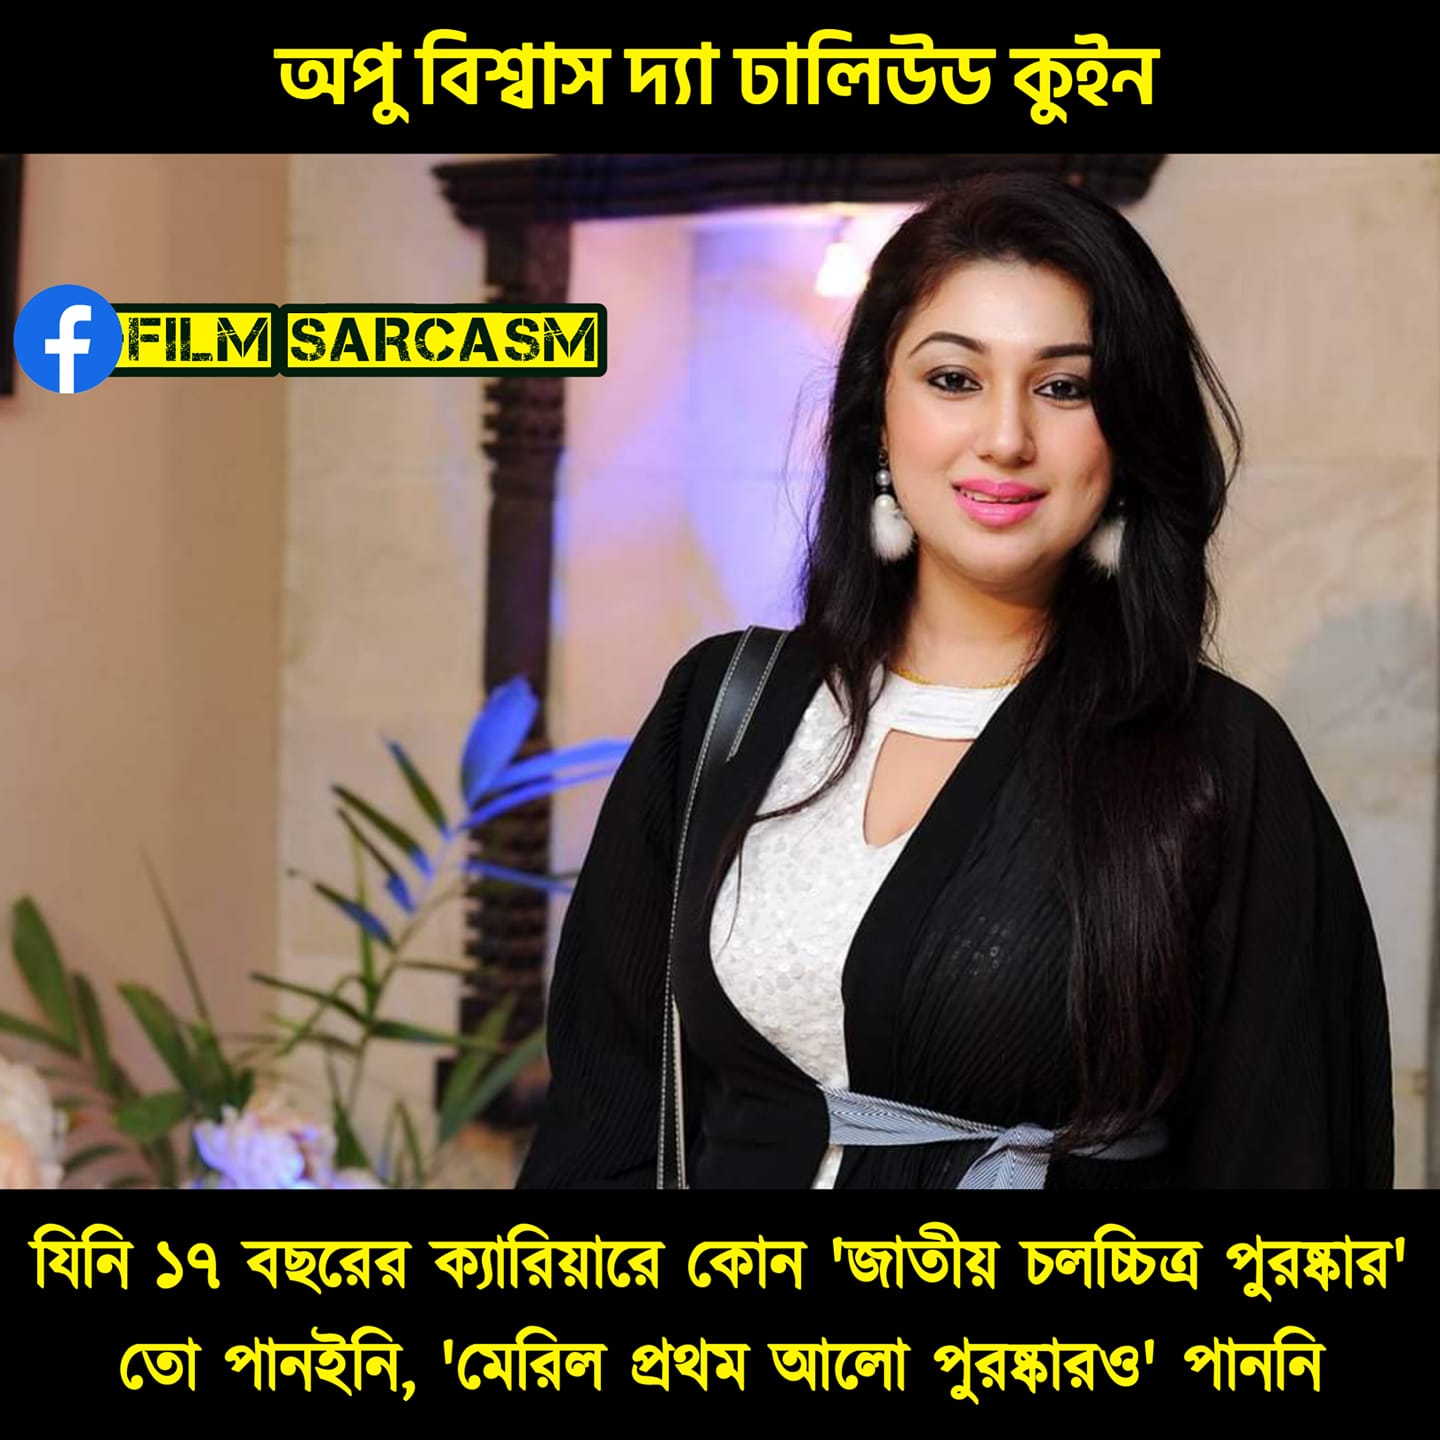 অপু বিশ্বাস দ্যা ঢালিউড কুইন
f FILM SARCASM
যিনি ১৭ বছরের ক্যারিয়ারে কোন 'জাতীয় চলচ্চিত্র পুরষ্কার'
তো পানইনি, 'মেরিল প্রথম আলো পুরষ্কারও' পাননি